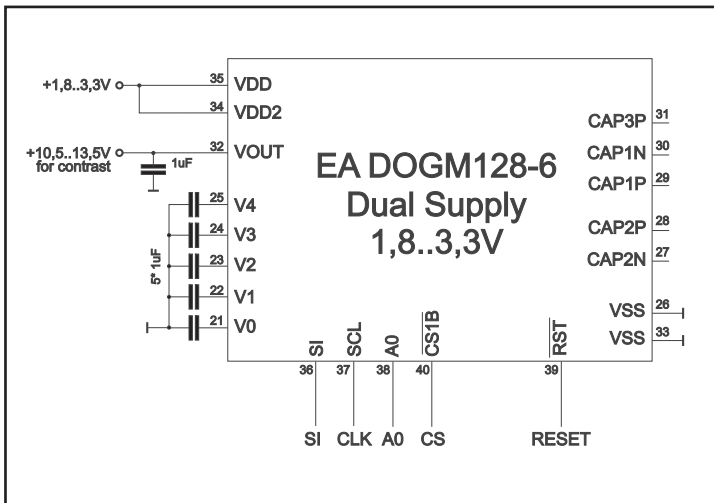 +1,8..3,3V
35 VDD
34 VDD2
+10,5..13,5V
for contrast
1uF
32 VOUT
5* 1uF
25 V4
24 V3
23 V2
22 V1
21 V0
EA DOGM128-6
Dual Supply
1,8..3,3V
CAP3P 31
CAP1N 30
CAP1P 29
CAP2P 28
CAP2N 27
VSS 26
VSS 33
SI SCL A0 CS1B RST
36 37 38 40 39
SI CLK A0 CS RESET